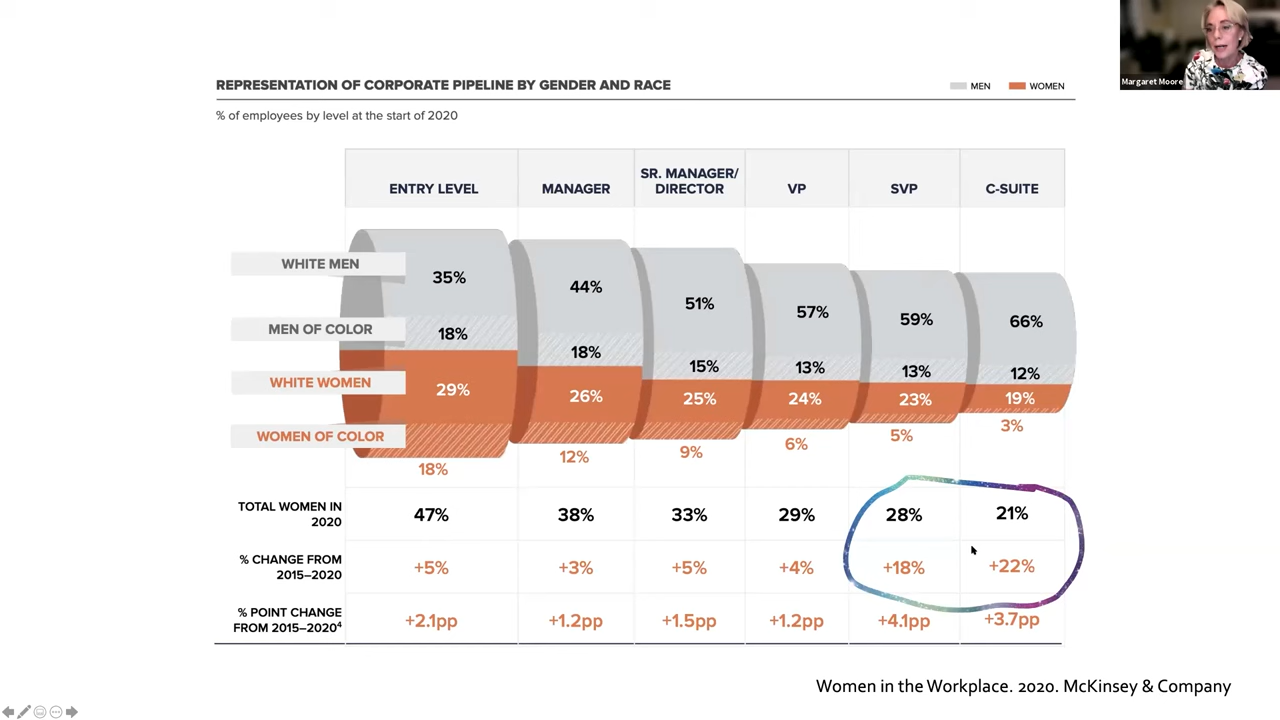 Margaret Moore
REPRESENTATION OF CORPORATE PIPELINE BY GENDER AND RACE
MEN
WOMEN
% of employees by level at the start of 2020
ENTRY LEVEL
MANAGER
SR. MANAGER/
DIRECTOR
VP
SVP
C-SUITE
WHITE MEN
35%
44%
51%
57%
59%
66%
MEN OF COLOR
18%
18%
15%
13%
13%
12%
WHITE WOMEN
29%
26%
25%
24%
23%
19%
WOMEN OF COLOR
18%
12%
9%
6%
5%
3%
TOTAL WOMEN IN
2020
47%
38%
33%
29%
28%
21%
% CHANGE FROM
2015–2020
+5%
+3%
+5%
+4%
+18%
+22%
% POINT CHANGE
FROM 2015–2020⁴
+2.1pp
+1.2pp
+1.5pp
+1.2pp
+4.1pp
+3.7pp
Women in the Workplace. 2020. McKinsey & Company